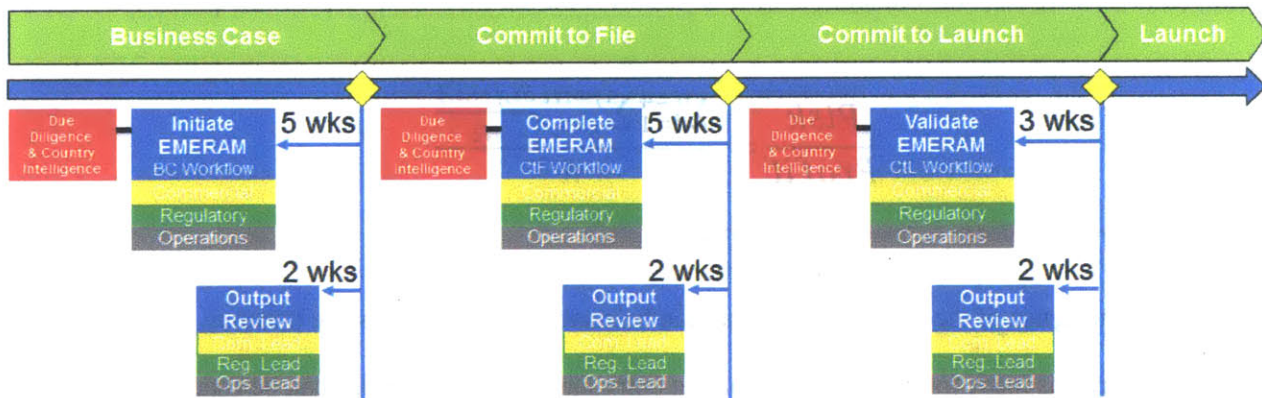 Business Case
Commit to File
Commit to Launch
Launch
Due
Diligence
& Country
Intelligence
Initiate
EMERAM
BC Workflow
Commercial
Regulatory
Operations
5 wks
Due
Diligence
& Country
Intelligence
Complete
EMERAM
CtF Workflow
Commercial
Regulatory
Operations
5 wks
Due
Diligence
& Country
Intelligence
Validate
EMERAM
CtL Workflow
Commercial
Regulatory
Operations
3 wks
2 wks
Output
Review
Com. Lead
Reg. Lead
Ops. Lead
2 wks
Output
Review
Com. Lead
Reg. Lead
Ops. Lead
2 wks
Output
Review
Com. Lead
Reg. Lead
Ops. Lead